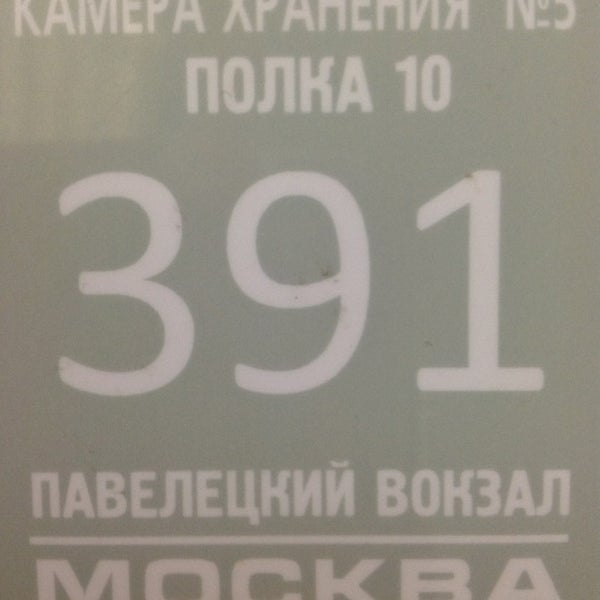 КАМЕРА ХРАНЕНИЯ №5
ПОЛКА 10
391
ПАВЕЛЕЦКИЙ ВОКЗАЛ
МОСКВА